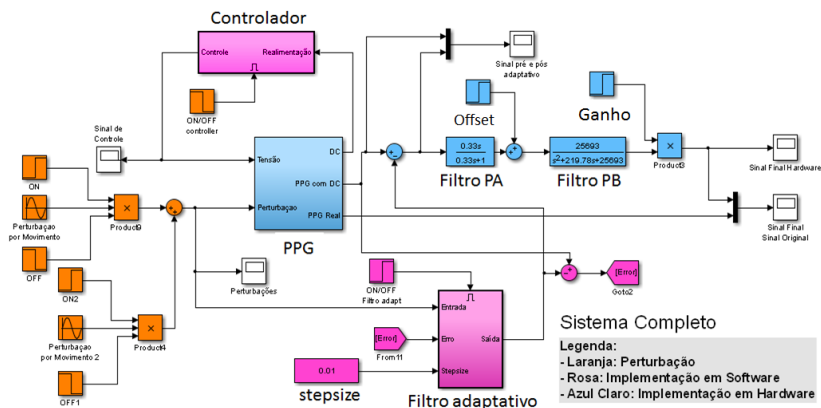 Controlador
Controle
Realimentação
ON/OFF
controller
Sinal pré e pós
adaptativo
Offset
Ganho
Sinal de
Controle
Tensão
DC
PPG com DC
Perturbaçao
PPG Real
PPG
0.33s
0.33s+1
Filtro PA
25693
s²+219.78s+25693
Filtro PB
×
Product3
Sinal Final Hardware
Sinal Final
Sinal Original
ON
Perturbaçao
por Movimento
×
Product9
OFF
ON2
Perturbaçao
por Movimento 2
×
Product4
OFF1
Perturbações
ON/OFF
Filtro adapt
[Error]
Goto2
Entrada
Erro
Saída
Stepsize
[Error]
From11
0.01
stepsize
Filtro adaptativo
Sistema Completo
Legenda:
- Laranja: Perturbação
- Rosa: Implementação em Software
- Azul Claro: Implementação em Hardware